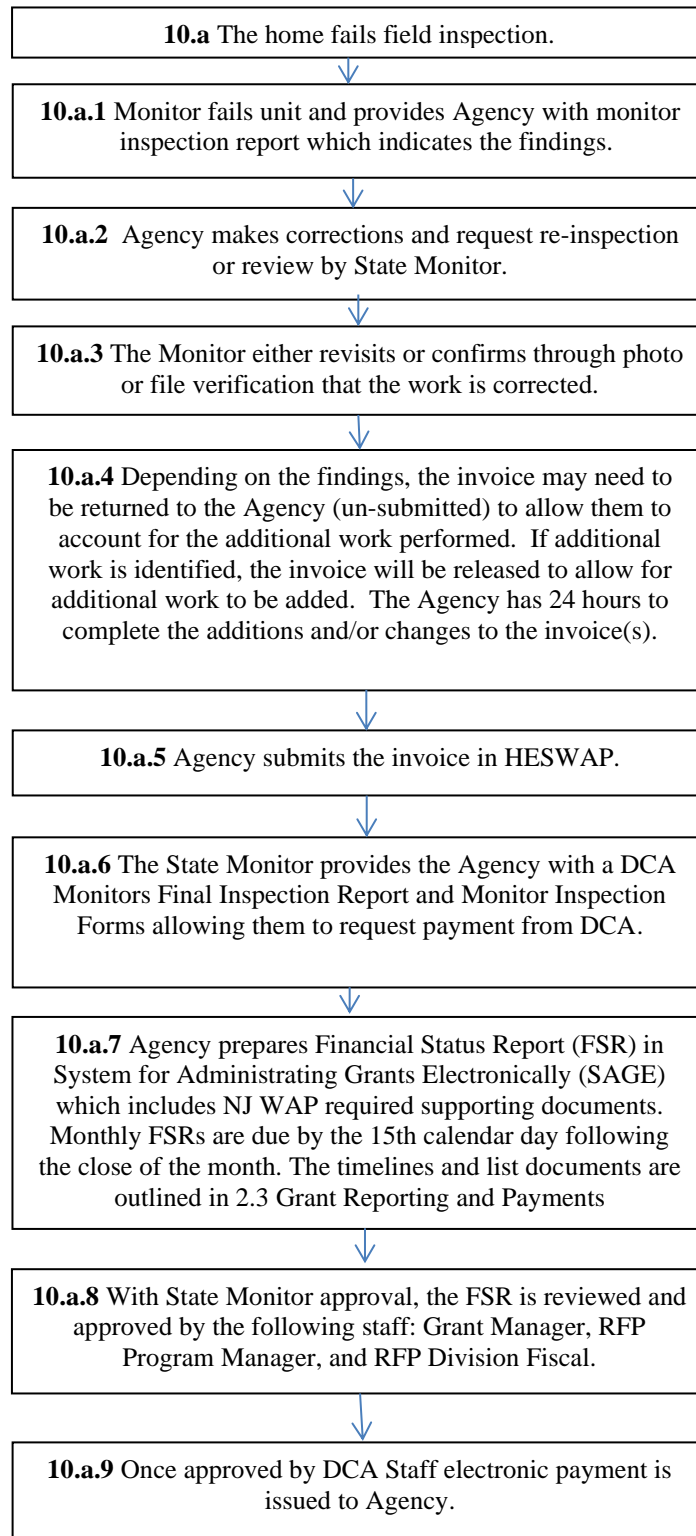 10.a The home fails field inspection.
10.a.1 Monitor fails unit and provides Agency with monitor
inspection report which indicates the findings.
10.a.2 Agency makes corrections and request re-inspection
or review by State Monitor.
10.a.3 The Monitor either revisits or confirms through photo
or file verification that the work is corrected.
10.a.4 Depending on the findings, the invoice may need to
be returned to the Agency (un-submitted) to allow them to
account for the additional work performed. If additional
work is identified, the invoice will be released to allow for
additional work to be added. The Agency has 24 hours to
complete the additions and/or changes to the invoice(s).
10.a.5 Agency submits the invoice in HESWAP.
10.a.6 The State Monitor provides the Agency with a DCA
Monitors Final Inspection Report and Monitor Inspection
Forms allowing them to request payment from DCA.
10.a.7 Agency prepares Financial Status Report (FSR) in
System for Administrating Grants Electronically (SAGE)
which includes NJ WAP required supporting documents.
Monthly FSRs are due by the 15th calendar day following
the close of the month. The timelines and list documents are
outlined in 2.3 Grant Reporting and Payments
10.a.8 With State Monitor approval, the FSR is reviewed and
approved by the following staff: Grant Manager, RFP
Program Manager, and RFP Division Fiscal.
10.a.9 Once approved by DCA Staff electronic payment is
issued to Agency.